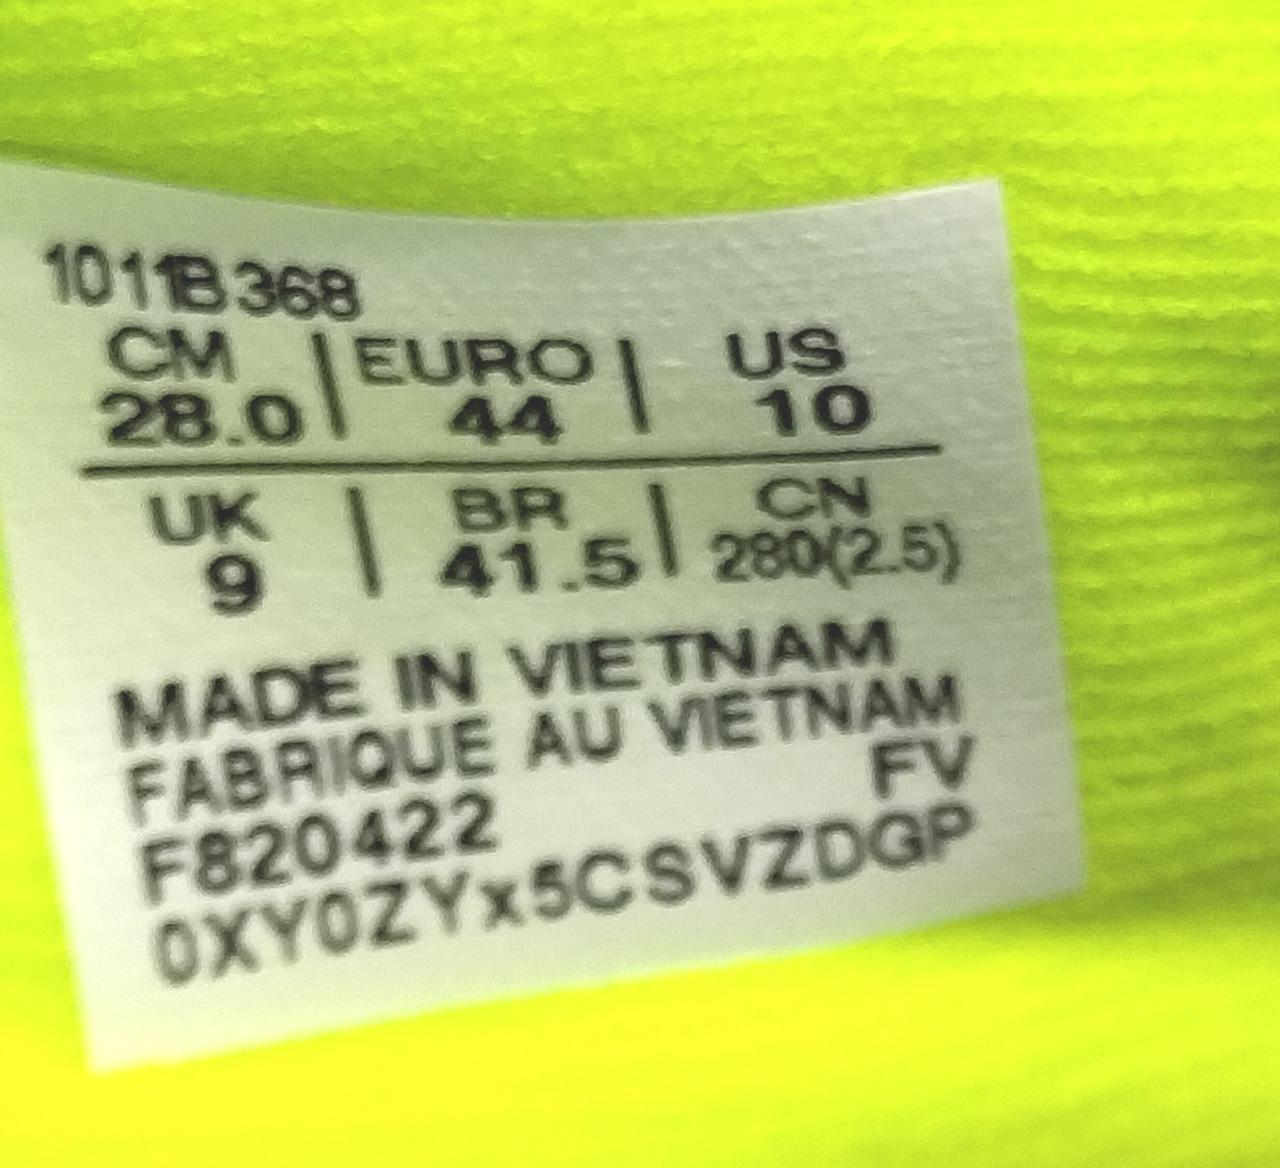 1011B368
CM | EURO | US
28.0 | 44 | 10
UK | BR | CN
9 | 41.5 | 280(2.5)
MADE IN VIETNAM
FABRIQUE AU VIETNAM
FV
F820422
0XY0ZYx5CSVZDGP